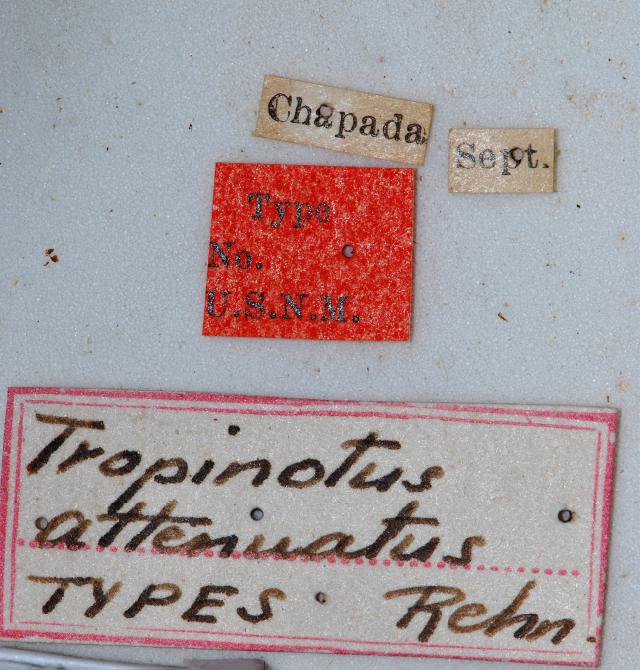 Chapada
Sept.
Type
No.
U.S.N.M.
Tropinotus
attenuatus
TYPES Rehn.